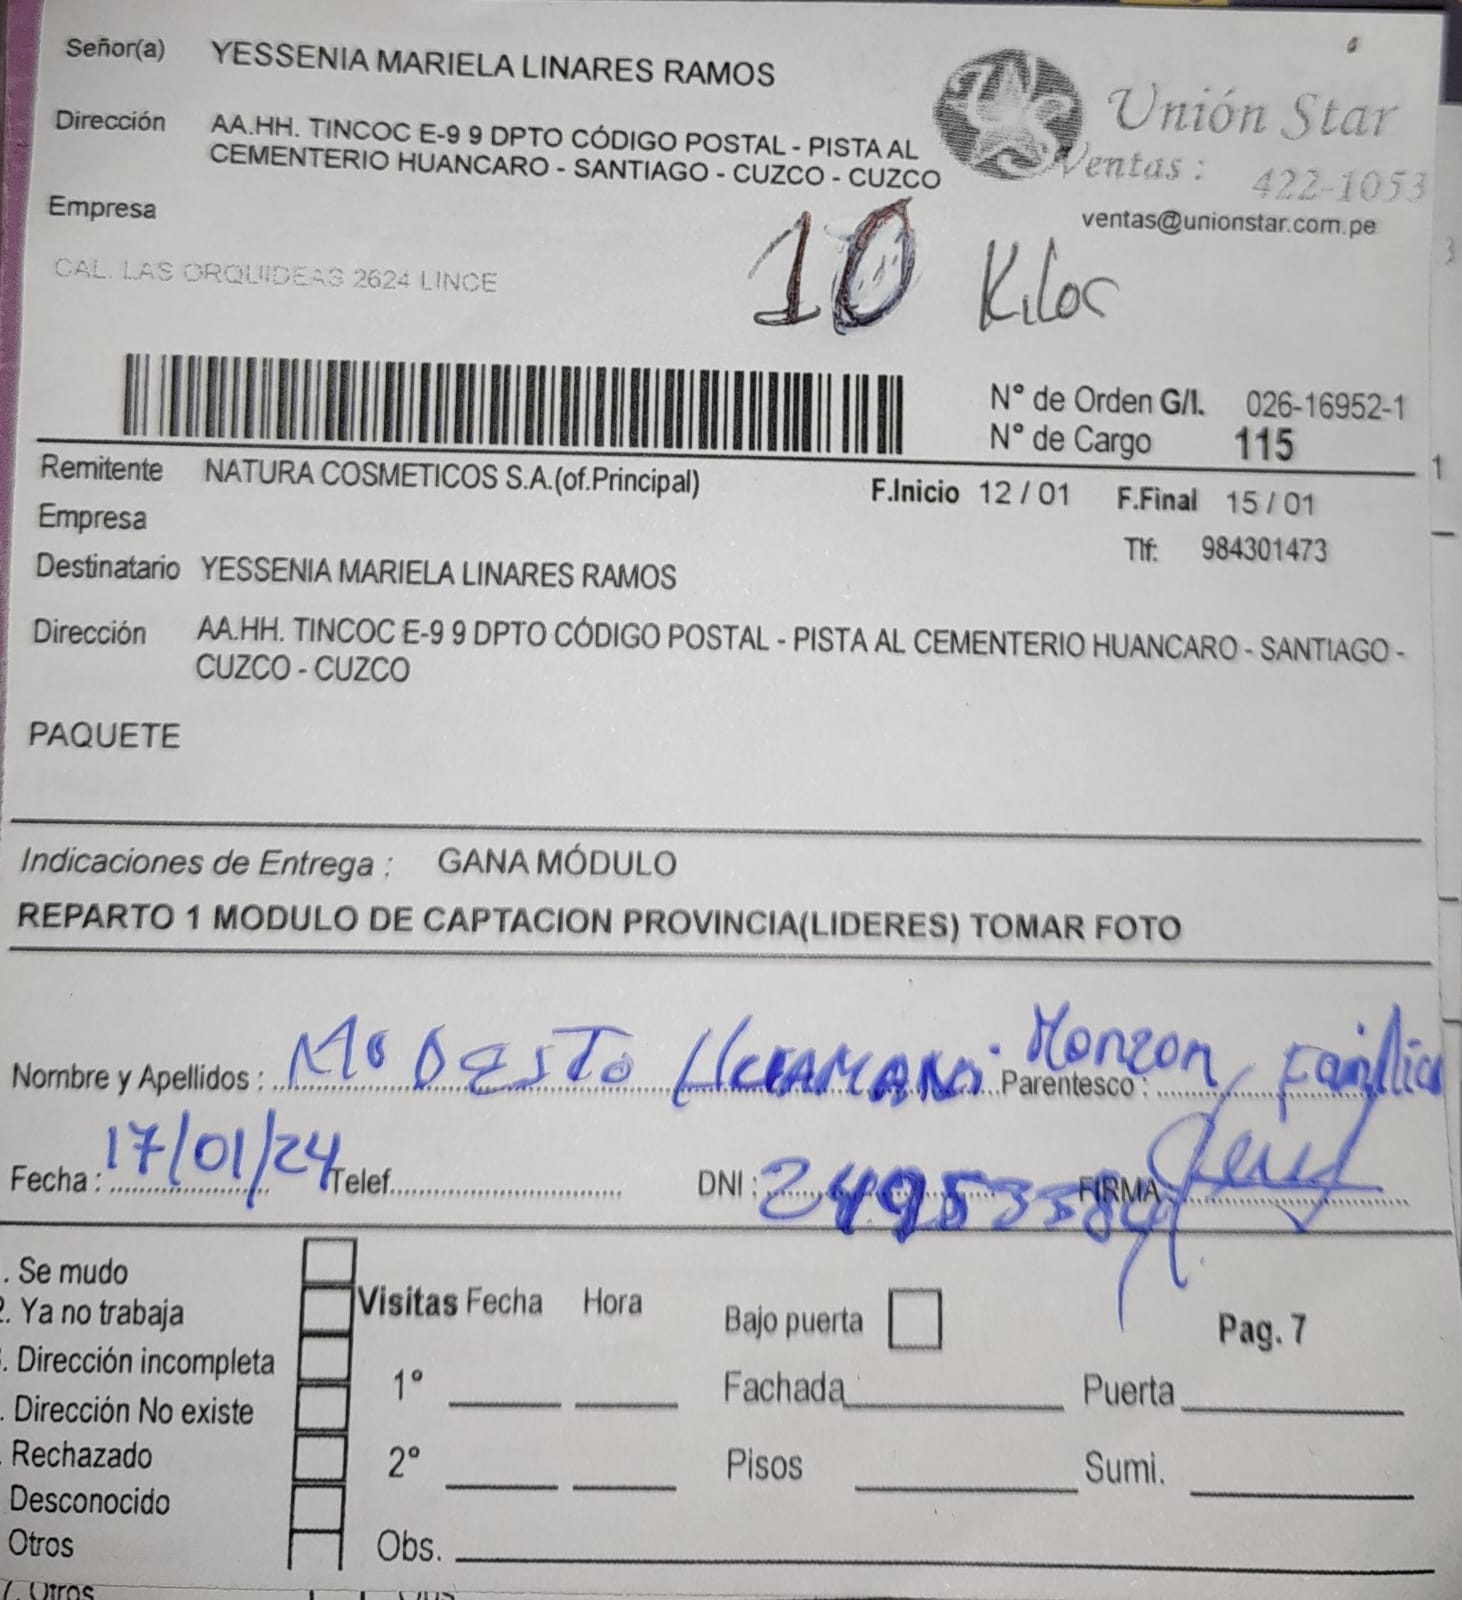 Señor(a) YESSENIA MARIELA LINARES RAMOS
Unión Star
Dirección AA.HH. TINCOC E-9 9 DPTO CÓDIGO POSTAL - PISTA AL
CEMENTERIO HUANCARO - SANTIAGO - CUZCO - CUZCO
Ventas : 422-1053
Empresa
ventas@unionstar.com.pe
CAL. LAS ORQUIDEAS 2624 LINCE
10 Kilos
N° de Orden G/I. 026-16952-1
N° de Cargo 115
1
Remitente NATURA COSMETICOS S.A.(of.Principal)
F.Inicio 12 / 01 F.Final 15 / 01
Empresa
Tlf: 984301473
Destinatario YESSENIA MARIELA LINARES RAMOS
Dirección AA.HH. TINCOC E-9 9 DPTO CÓDIGO POSTAL - PISTA AL CEMENTERIO HUANCARO - SANTIAGO -
CUZCO - CUZCO
PAQUETE
Indicaciones de Entrega : GANA MÓDULO
REPARTO 1 MODULO DE CAPTACION PROVINCIA(LIDERES) TOMAR FOTO
Nombre y Apellidos : MODESTO Monzon Parentesco : Familia
Fecha : 17/01/24 Telef. DNI : FIRMA
. Se mudo
2. Ya no trabaja
Visitas Fecha Hora Bajo puerta Pag. 7
. Dirección incompleta
1° Fachada Puerta
. Dirección No existe
. Rechazado
2° Pisos Sumi.
Desconocido
Otros
Obs.
7. Otros